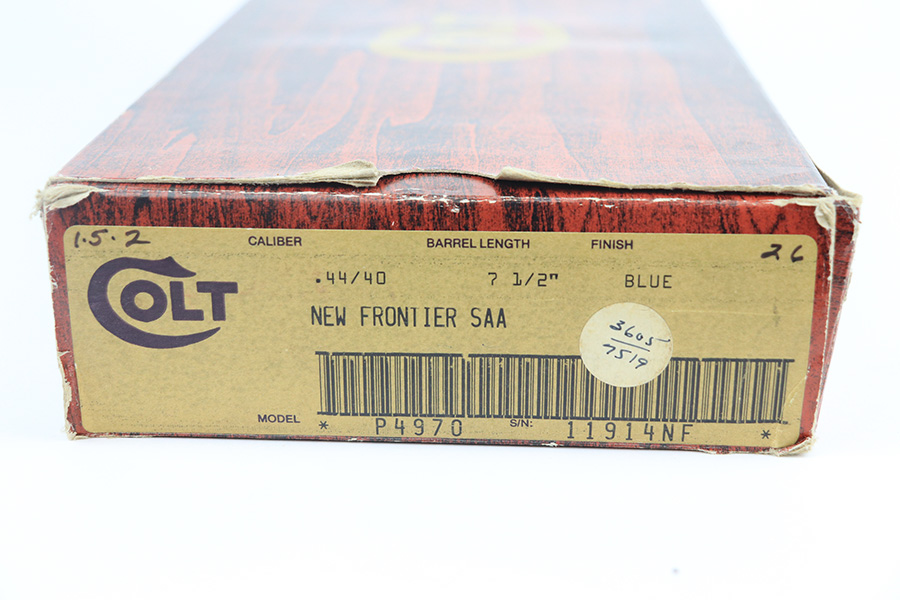 1.5.2 CALIBER BARREL LENGTH FINISH 26
COLT .44/40 7 1/2" BLUE
NEW FRONTIER SAA
3605
7519
MODEL * P4970 S/N: 11914NF *